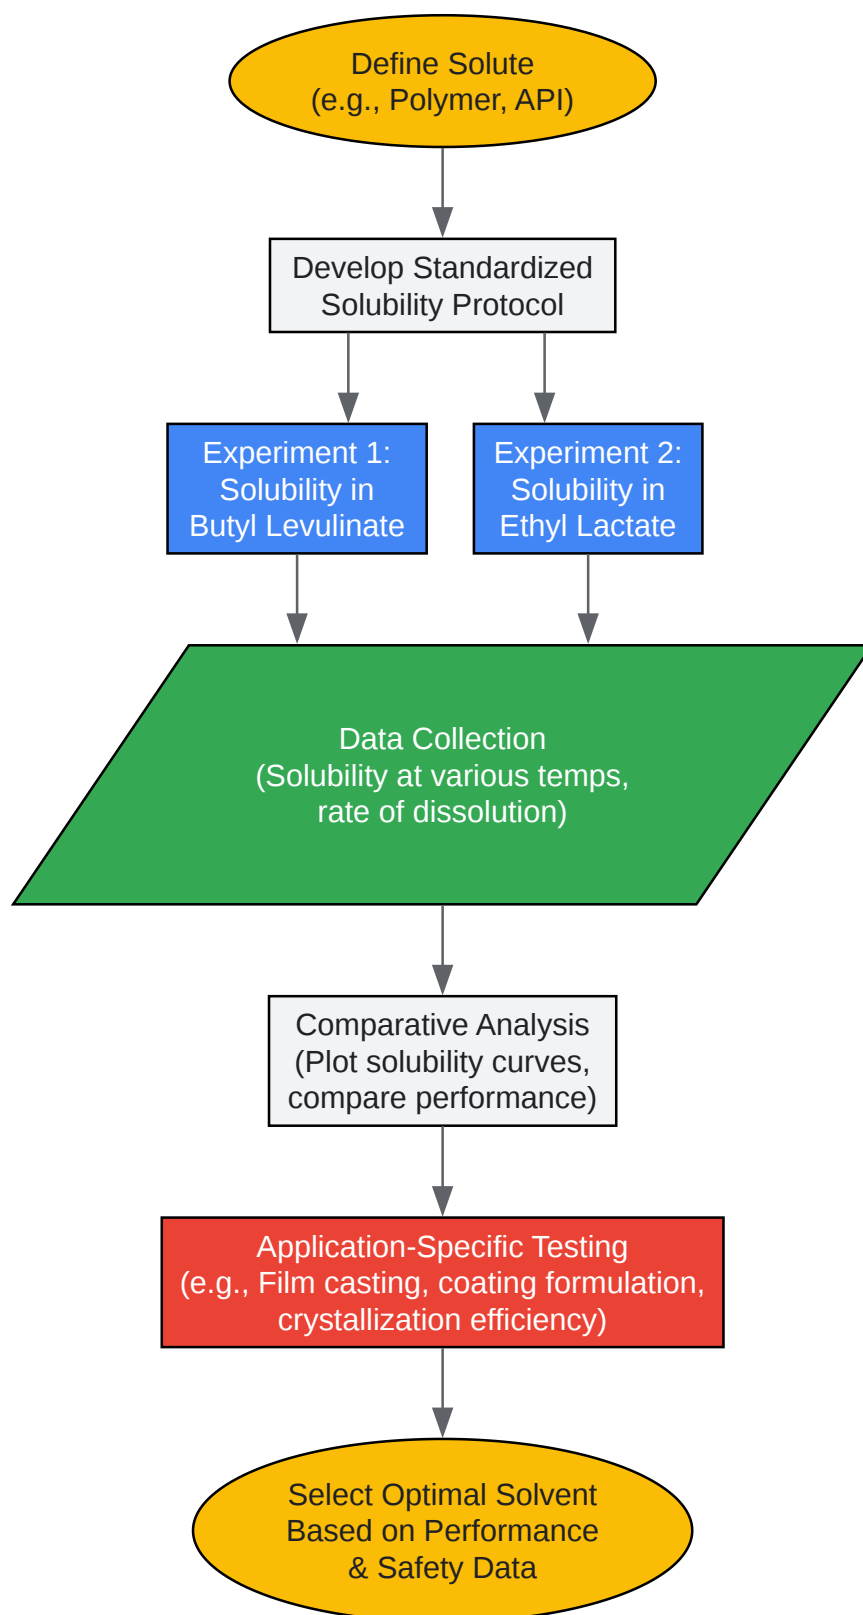 Define Solute
(e.g., Polymer, API)
Develop Standardized
Solubility Protocol
Experiment 1:
Solubility in
Butyl Levulinate
Experiment 2:
Solubility in
Ethyl Lactate
Data Collection
(Solubility at various temps,
rate of dissolution)
Comparative Analysis
(Plot solubility curves,
compare performance)
Application-Specific Testing
(e.g., Film casting, coating formulation,
crystallization efficiency)
Select Optimal Solvent
Based on Performance
& Safety Data